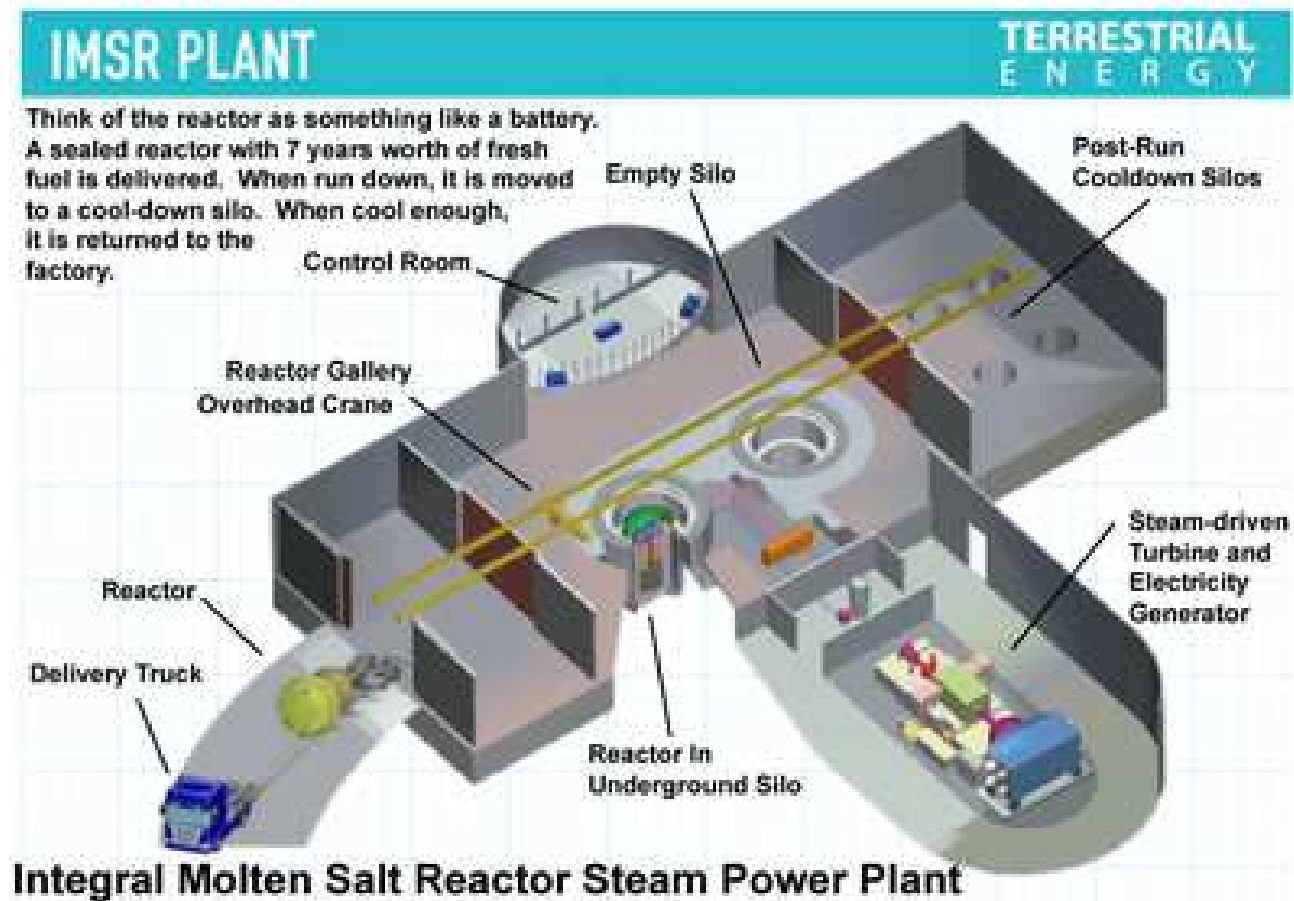 IMSR PLANT
TERRESTRIAL
ENERGY
Think of the reactor as something like a battery.
A sealed reactor with 7 years worth of fresh
fuel is delivered. When run down, it is moved
to a cool-down silo. When cool enough,
it is returned to the
factory.
Empty Silo
Post-Run
Cooldown Silos
Control Room
Reactor Gallery
Overhead Crane
Steam-driven
Turbine and
Electricity
Generator
Reactor
Delivery Truck
Reactor In
Underground Silo
Integral Molten Salt Reactor Steam Power Plant